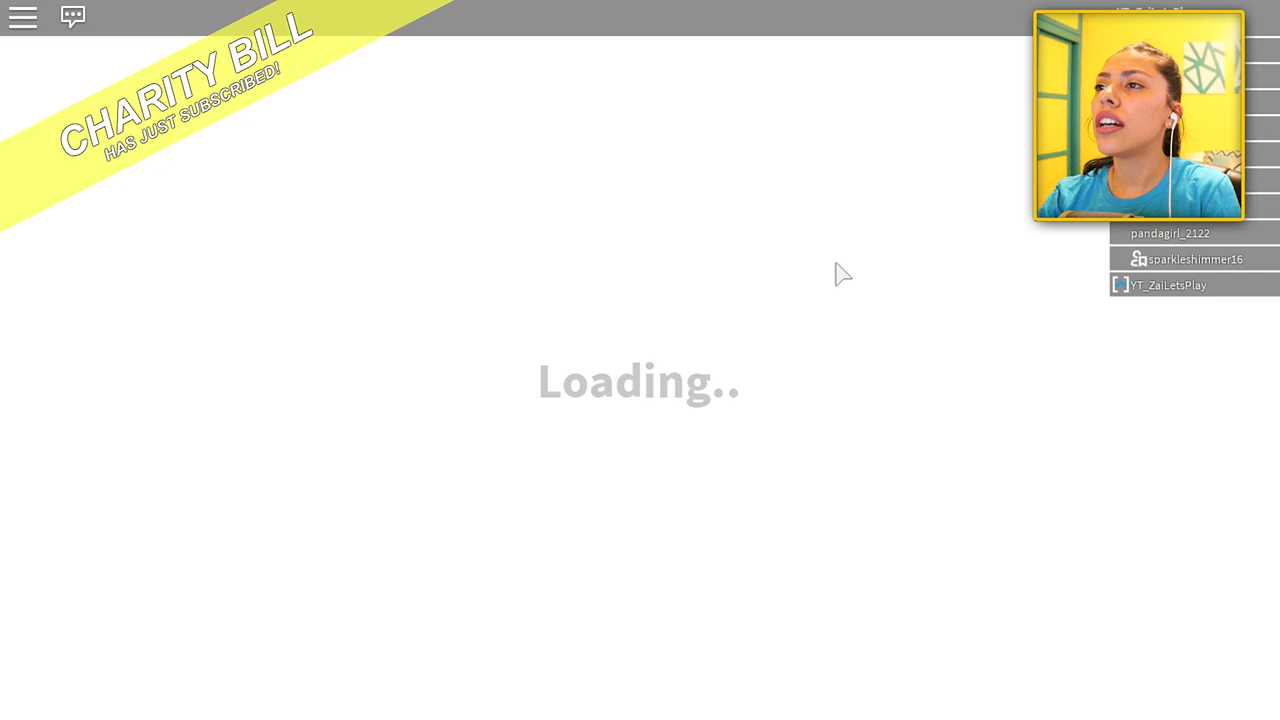 CHARITY BILL
HAS JUST SUBSCRIBED!
pandagirl_2122
sparkleshimmer16
YT_ZaiLetsPlay
Loading..